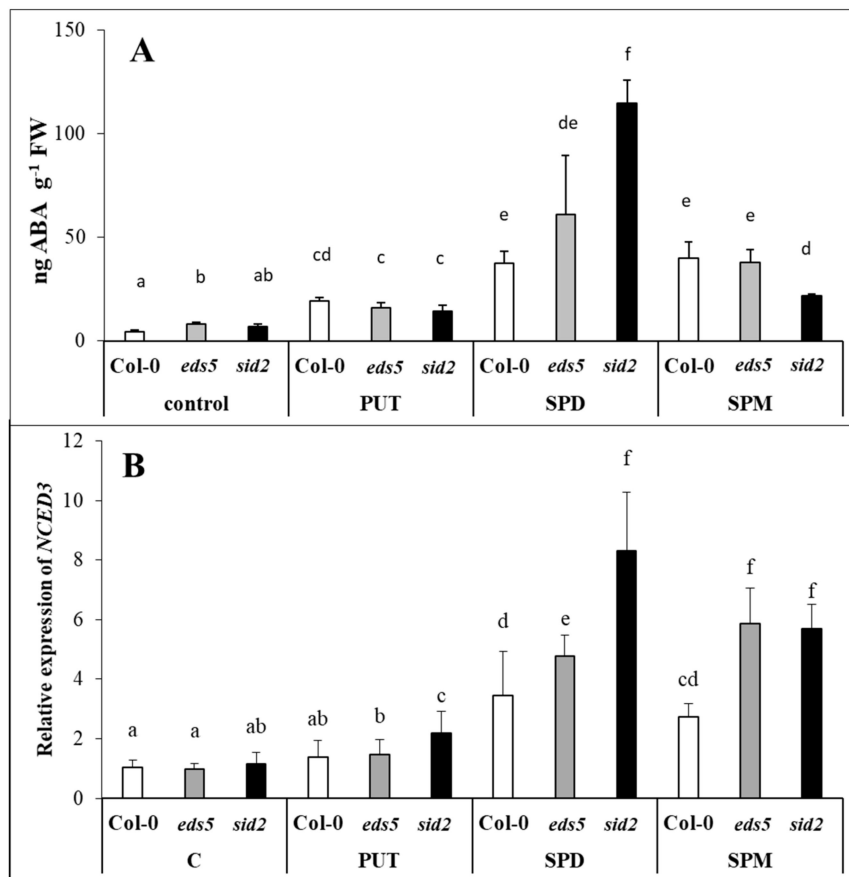 A
ng ABA g⁻¹ FW
150
100
50
0
a b ab cd c c e de f e e d
Col-0 eds5 sid2 Col-0 eds5 sid2 Col-0 eds5 sid2 Col-0 eds5 sid2
control PUT SPD SPM
B
Relative expression of NCED3
12
10
8
6
4
2
0
a a ab ab b c d e f cd f f
Col-0 eds5 sid2 Col-0 eds5 sid2 Col-0 eds5 sid2 Col-0 eds5 sid2
C PUT SPD SPM